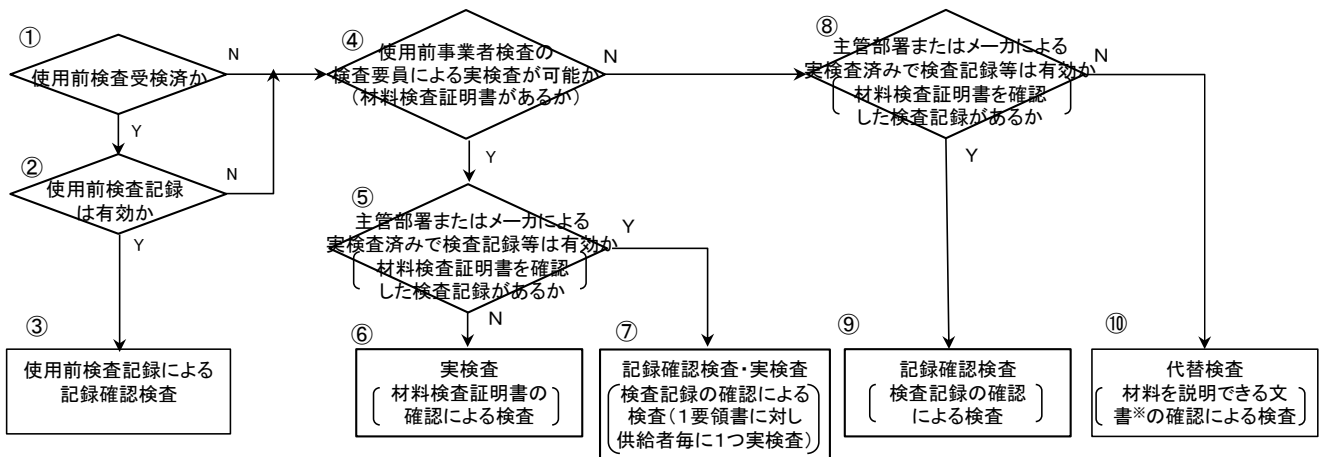 ①
使用前検査受検済か
N
Y
②
使用前検査記録
は有効か
N
Y
③
使用前検査記録による
記録確認検査
④
使用前事業者検査の
検査要員による実検査が可能か
(材料検査証明書があるか)
N
Y
⑤
主管部署またはメーカによる
実検査済みで検査記録等は有効か
材料検査証明書を確認
した検査記録があるか
Y
N
⑥
実検査
材料検査証明書の
確認による検査
⑦
記録確認検査・実検査
検査記録の確認による
検査(1要領書に対し
供給者毎に1つ実検査)
⑧
主管部署またはメーカによる
実検査済みで検査記録等は有効か
材料検査証明書を確認
した検査記録があるか
N
Y
⑨
記録確認検査
検査記録の確認
による検査
⑩
代替検査
材料を説明できる文
書※の確認による検査